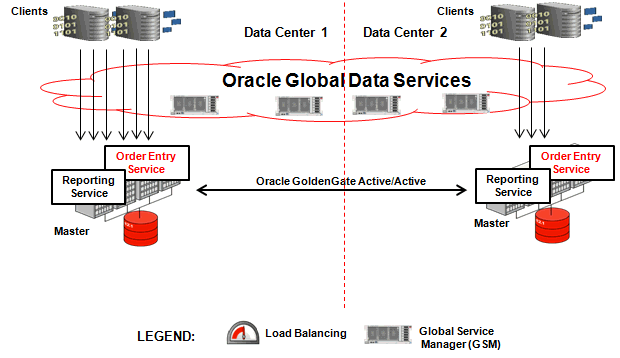 Clients
Data Center 1
Data Center 2
Clients
Oracle Global Data Services
Order Entry
Service
Reporting
Service
Master
Oracle GoldenGate Active/Active
Order Entry
Service
Reporting
Service
Master
LEGEND:
Load Balancing
Global Service
Manager (GSM)